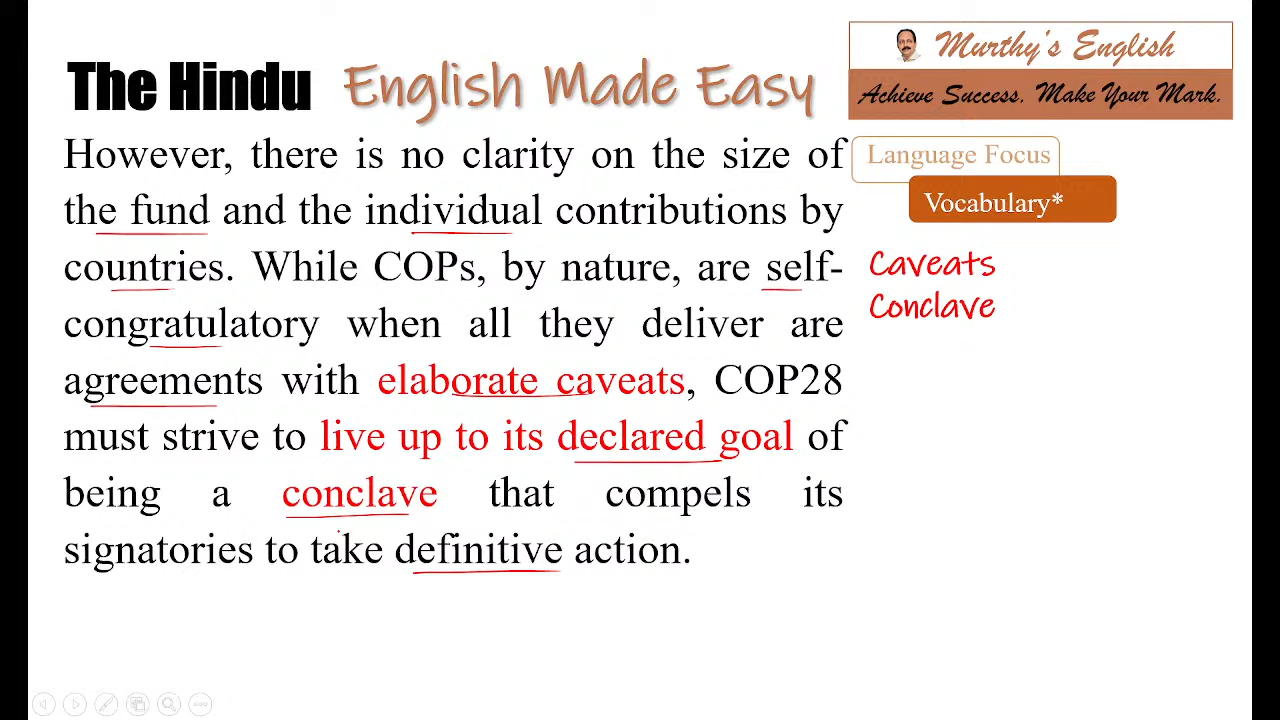 The Hindu English Made Easy
Murthy's English
Achieve Success. Make Your Mark.
However, there is no clarity on the size of
the fund and the individual contributions by
countries. While COPs, by nature, are self-
congratulatory when all they deliver are
agreements with elaborate caveats, COP28
must strive to live up to its declared goal of
being a conclave that compels its
signatories to take definitive action.
Language Focus
Vocabulary*
Caveats
Conclave